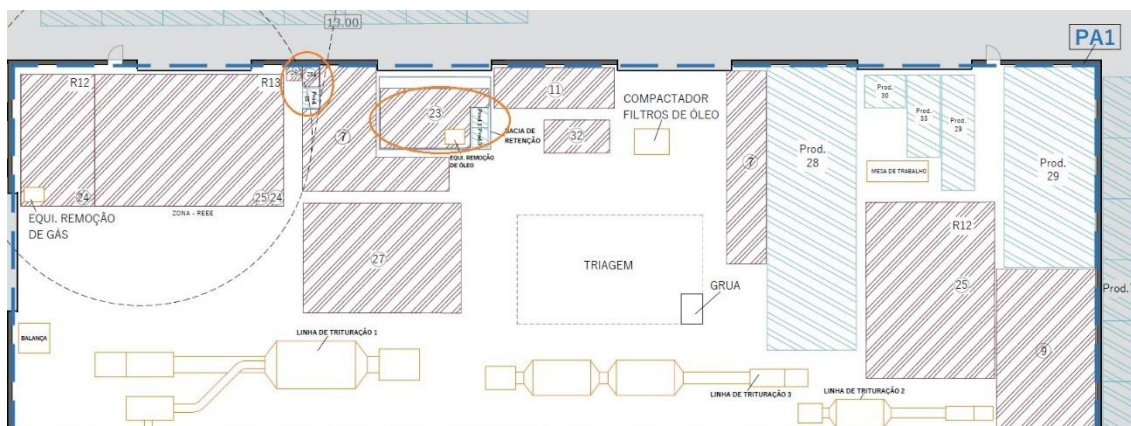 13.00
PA1
R12
R13
7
23
Prod.1
BACIA DE
RETENÇÃO
EQUI. REMOÇÃO
DE ÓLEO
11
32
COMPACTADOR
FILTROS DE ÓLEO
7
Prod.
28
Prod.
30
Prod.
33
Prod.
29
MESA DE TRABALHO
Prod.
29
24
25
24
ZONA - REEE
EQUI. REMOÇÃO
DE GÁS
27
TRIAGEM
GRUA
R12
25
Prod.
9
BALANÇA
LINHA DE TRITURAÇÃO 1
LINHA DE TRITURAÇÃO 3
LINHA DE TRITURAÇÃO 2